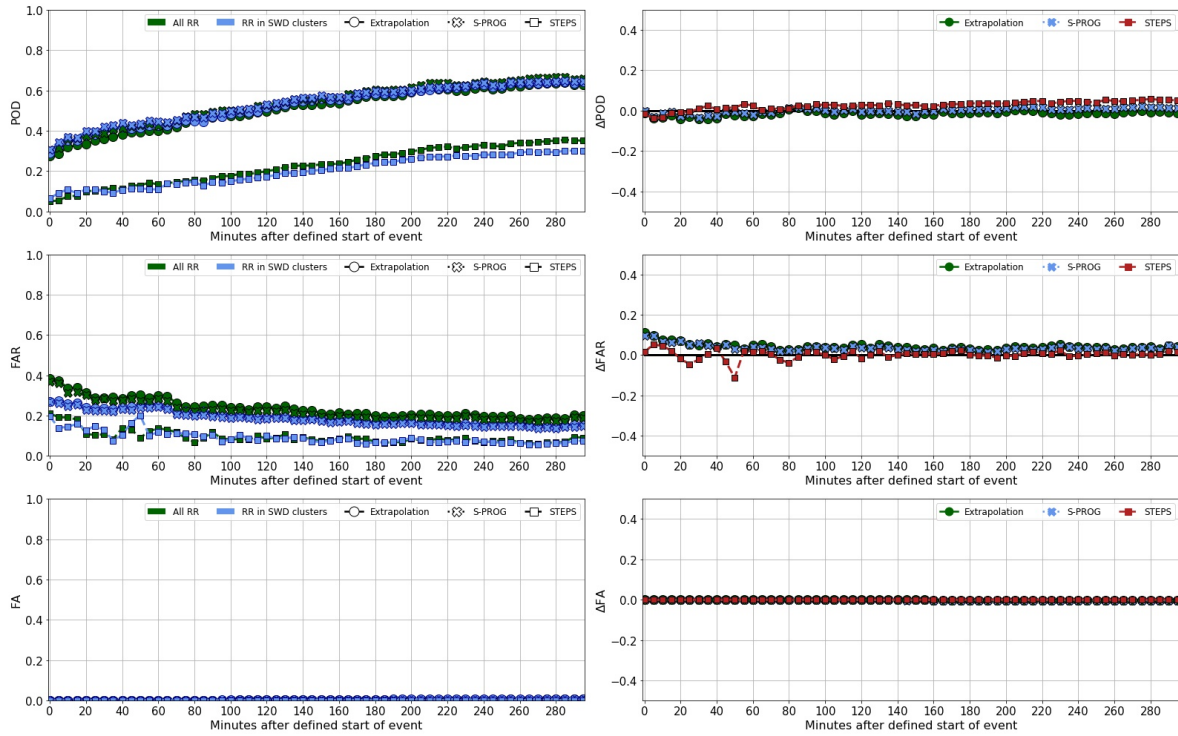 All RR RR in SWD clusters Extrapolation S-PROG STEPS
1.0
0.8
0.6
0.4
0.2
0.0
POD
0 20 40 60 80 100 120 140 160 180 200 220 240 260 280
Minutes after defined start of event
Extrapolation S-PROG STEPS
0.4
0.2
0.0
−0.2
−0.4
ΔPOD
0 20 40 60 80 100 120 140 160 180 200 220 240 260 280
Minutes after defined start of event
All RR RR in SWD clusters Extrapolation S-PROG STEPS
1.0
0.8
0.6
0.4
0.2
0.0
FAR
0 20 40 60 80 100 120 140 160 180 200 220 240 260 280
Minutes after defined start of event
Extrapolation S-PROG STEPS
0.4
0.2
0.0
−0.2
−0.4
ΔFAR
0 20 40 60 80 100 120 140 160 180 200 220 240 260 280
Minutes after defined start of event
All RR RR in SWD clusters Extrapolation S-PROG STEPS
1.0
0.8
0.6
0.4
0.2
0.0
FA
0 20 40 60 80 100 120 140 160 180 200 220 240 260 280
Minutes after defined start of event
Extrapolation S-PROG STEPS
0.4
0.2
0.0
−0.2
−0.4
ΔFA
0 20 40 60 80 100 120 140 160 180 200 220 240 260 280
Minutes after defined start of event